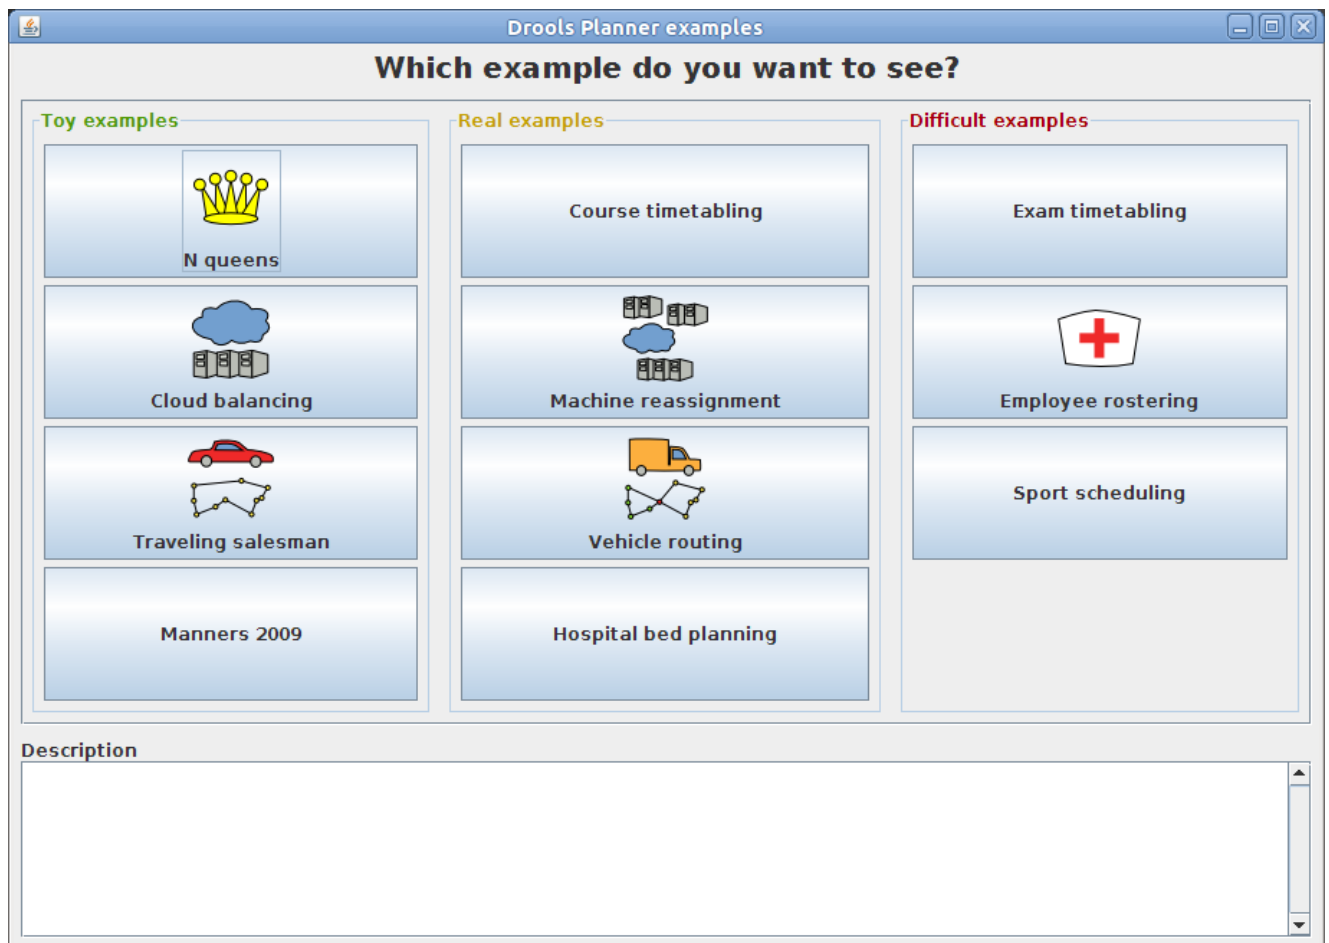 Drools Planner examples
Which example do you want to see?
Toy examples
N queens
Cloud balancing
Traveling salesman
Manners 2009
Real examples
Course timetabling
Machine reassignment
Vehicle routing
Hospital bed planning
Difficult examples
Exam timetabling
Employee rostering
Sport scheduling
Description